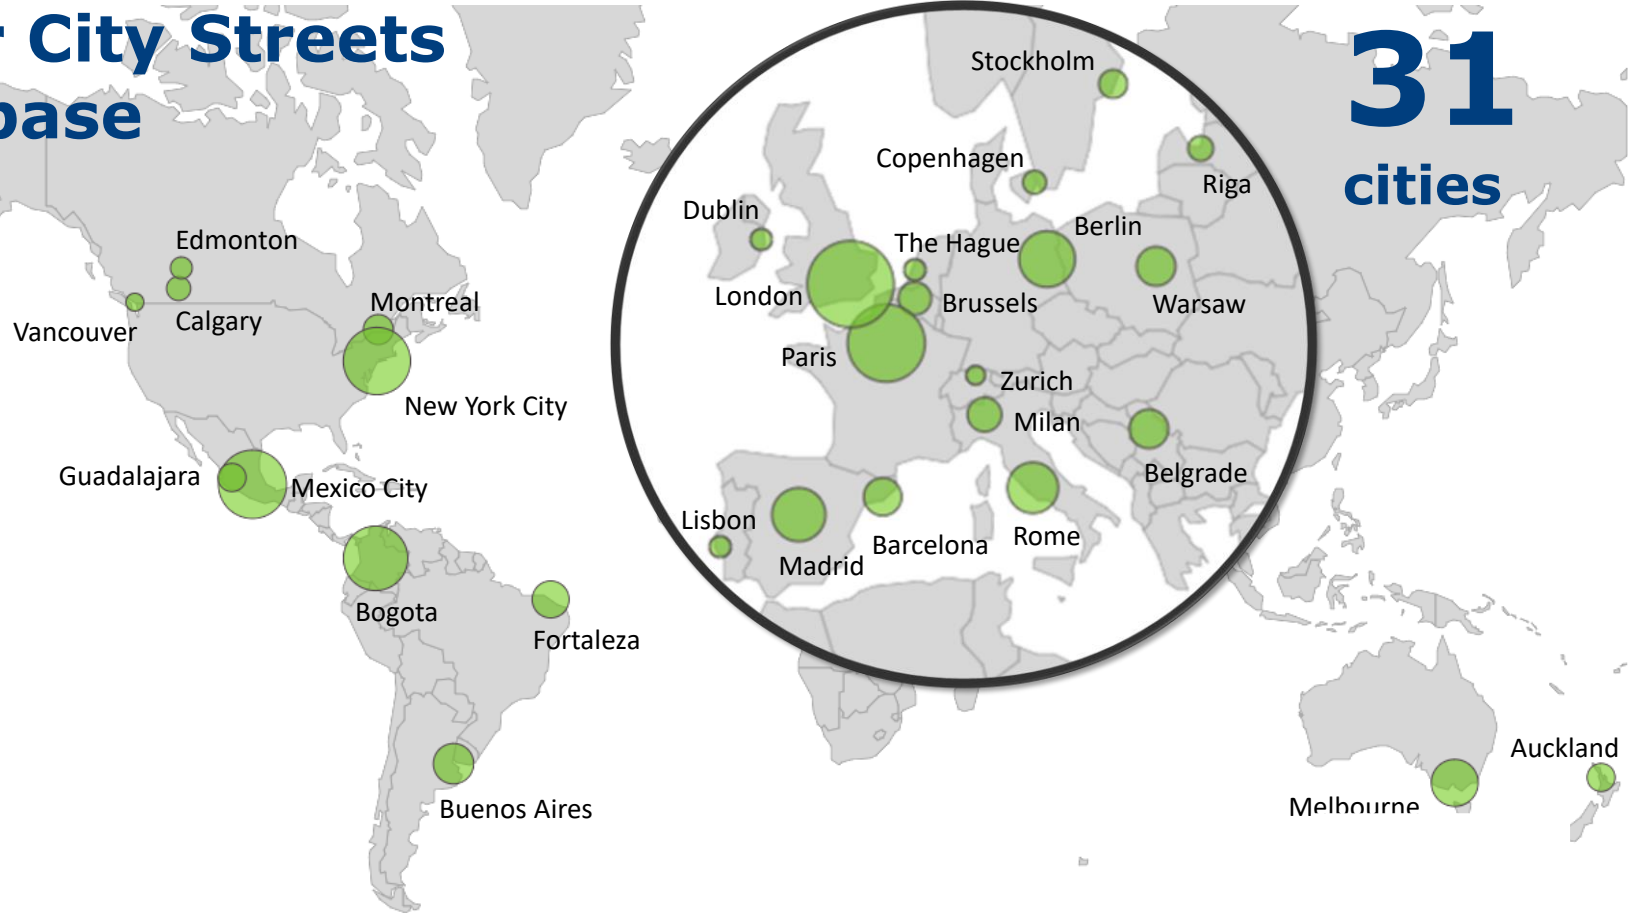 City Streets
31
cities
Stockholm
Copenhagen
Riga
Dublin
Berlin
The Hague
Edmonton
London
Brussels
Warsaw
Montreal
Vancouver
Calgary
Paris
Zurich
New York City
Milan
Guadalajara
Mexico City
Belgrade
Lisbon
Rome
Barcelona
Madrid
Bogota
Fortaleza
Auckland
Buenos Aires
Melbourne